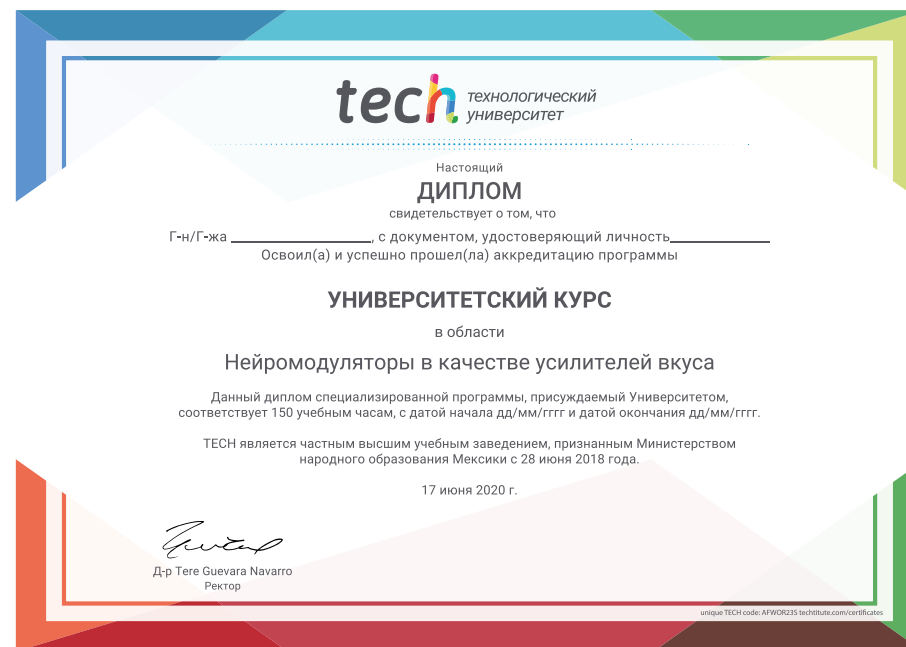 tech технологический
университет
Настоящий
ДИПЛОМ
свидетельствует о том, что
Г-н/Г-жа ____________________, с документом, удостоверяющий личность______________
Освоил(а) и успешно прошел(ла) аккредитацию программы
УНИВЕРСИТЕТСКИЙ КУРС
в области
Нейромодуляторы в качестве усилителей вкуса
Данный диплом специализированной программы, присуждаемый Университетом,
соответствует 150 учебным часам, с датой начала дд/мм/гггг и датой окончания дд/мм/гггг.
TECH является частным высшим учебным заведением, признанным Министерством
народного образования Мексики с 28 июня 2018 года.
17 июня 2020 г.
Д-р Tere Guevara Navarro
Ректор
unique TECH code: AFWOR23S techtitute.com/certificates